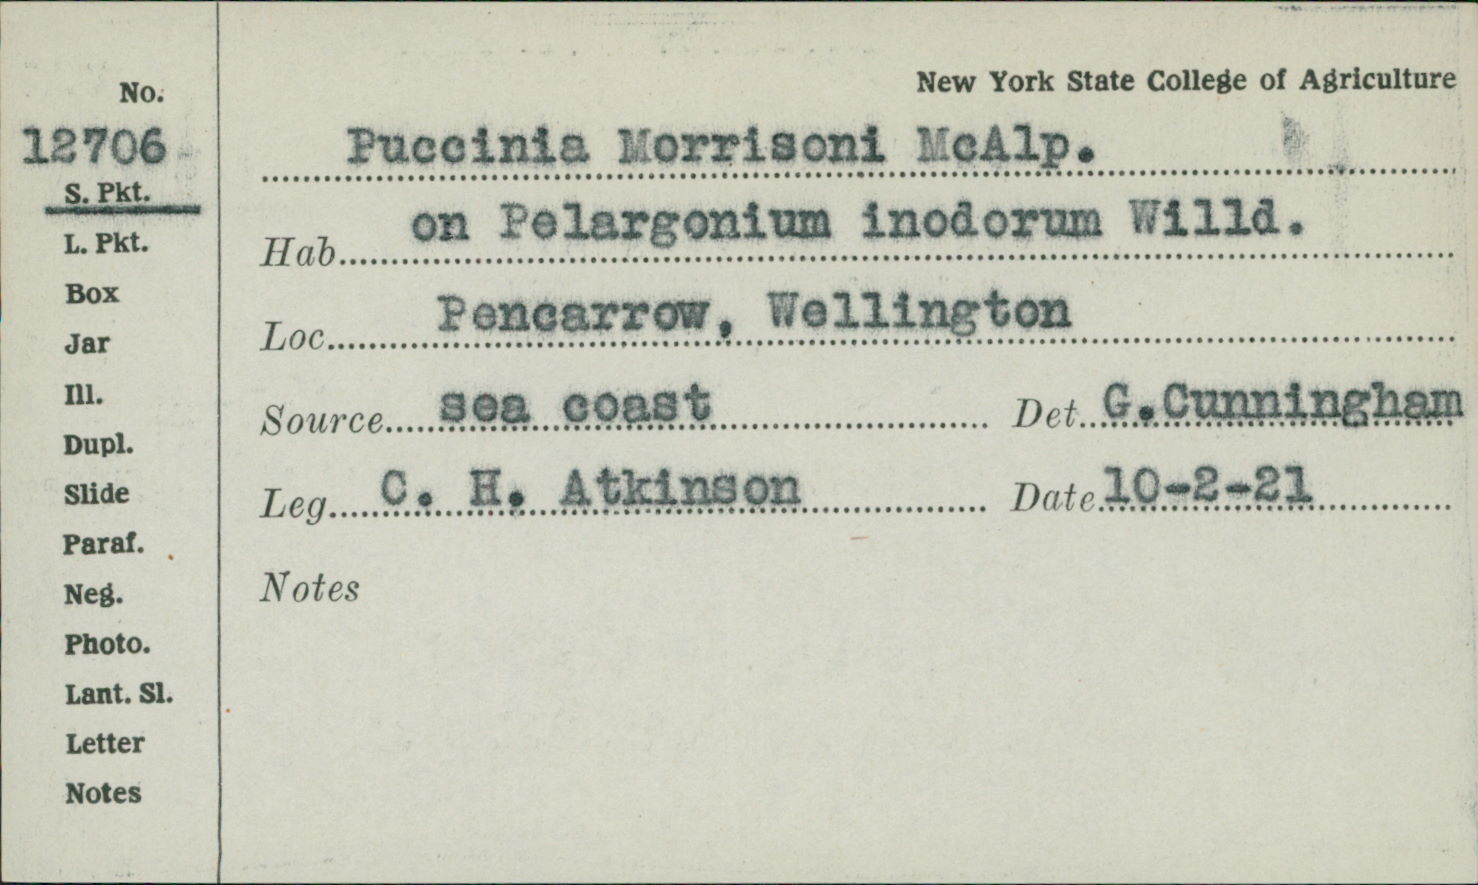 New York State College of Agriculture
No.
12706
S. Pkt.
L. Pkt.
Box
Jar
Ill.
Dupl.
Slide
Paraf.
Neg.
Photo.
Lant. Sl.
Letter
Notes
Puccinia Morrisoni McAlp.
Hab. on Pelargonium inodorum Willd.
Loc. Pencarrow, Wellington
Source sea coast Det. G.Cunningham
Leg. C. H. Atkinson Date 10-2-21
Notes